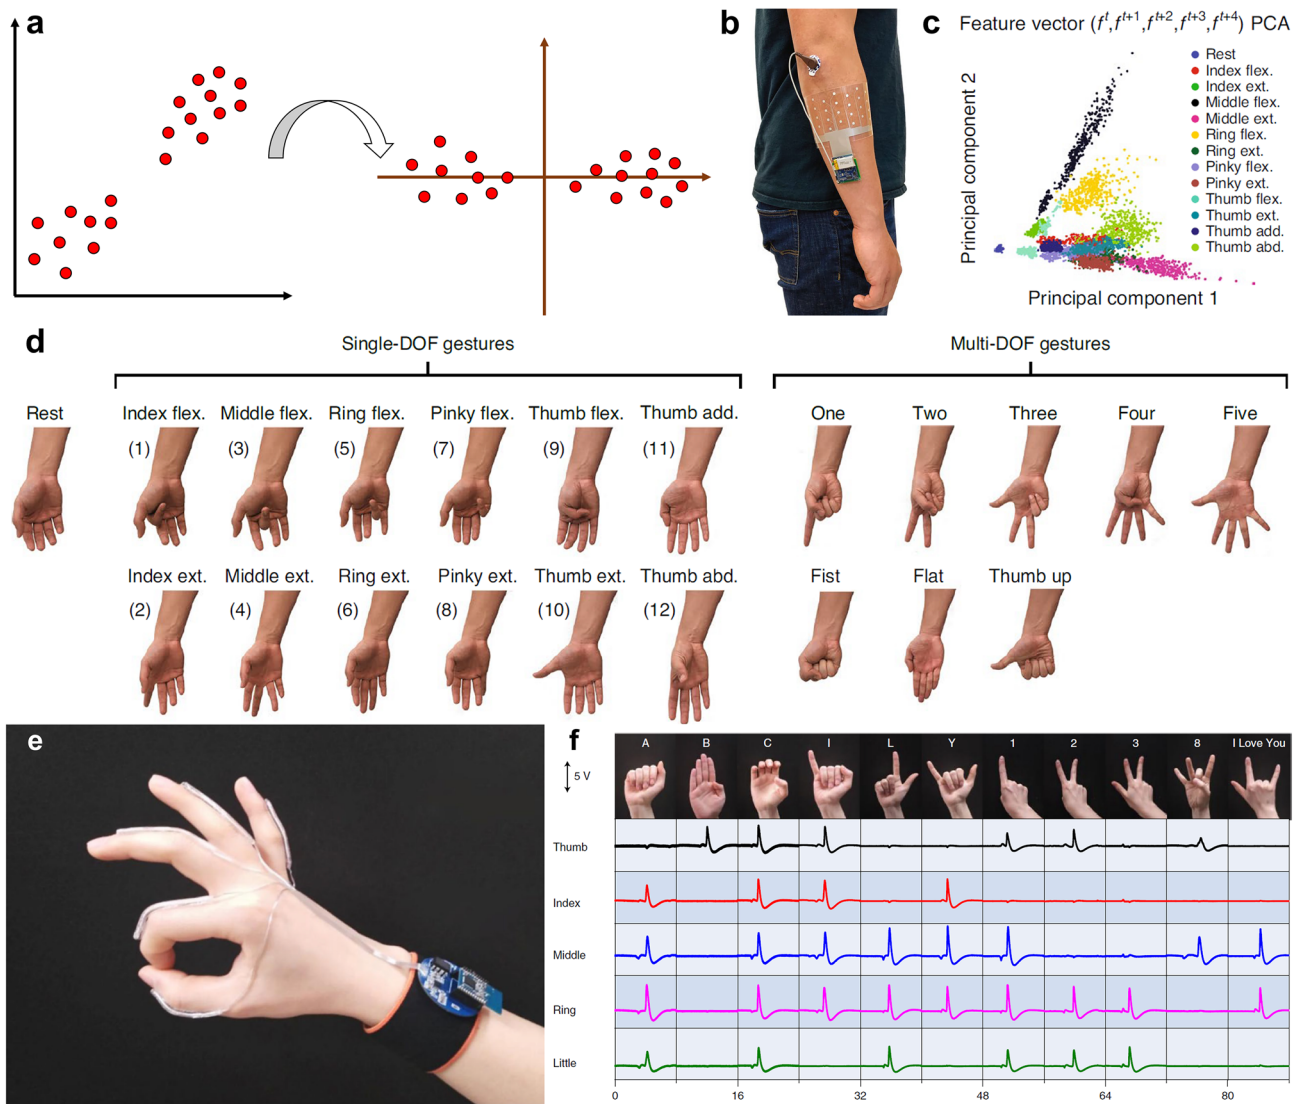 a
b
c
Feature vector (f^t,f^t+1,f^t+2,f^t+3,f^t+4) PCA
Principal component 2
Rest
Index flex.
Index ext.
Middle flex.
Middle ext.
Ring flex.
Ring ext.
Pinky flex.
Pinky ext.
Thumb flex.
Thumb ext.
Thumb add.
Thumb abd.
Principal component 1
d
Single-DOF gestures
Multi-DOF gestures
Rest
Index flex.
Middle flex.
Ring flex.
Pinky flex.
Thumb flex.
Thumb add.
One
Two
Three
Four
Five
(1)
(3)
(5)
(7)
(9)
(11)
Index ext.
Middle ext.
Ring ext.
Pinky ext.
Thumb ext.
Thumb abd.
Fist
Flat
Thumb up
(2)
(4)
(6)
(8)
(10)
(12)
e
f
A
B
C
I
L
Y
1
2
3
8
I Love You
5 V
Thumb
Index
Middle
Ring
Little
0
16
32
48
64
80